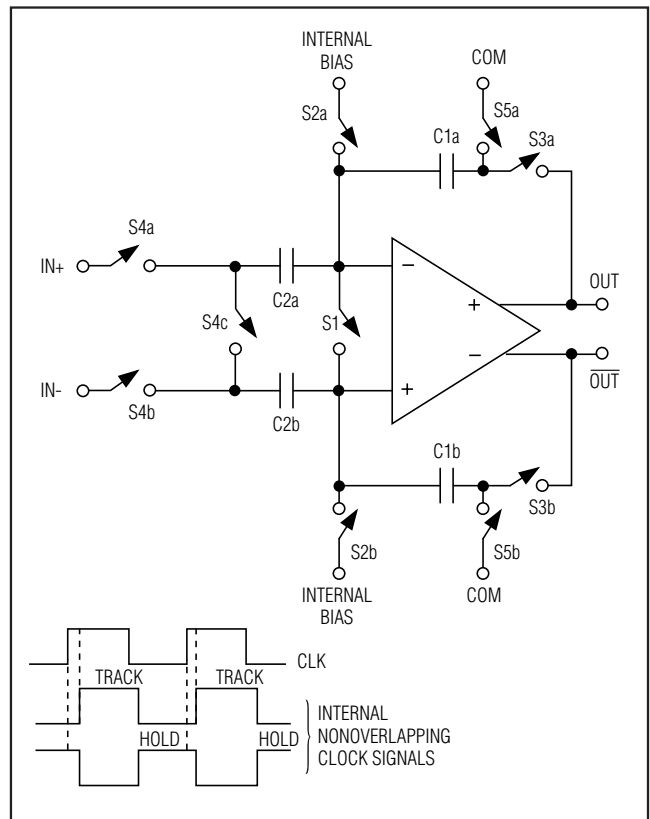 INTERNAL
BIAS
COM
S2a
S5a
C1a
S3a
S4a
IN+
C2a
−
OUT
S4c
S1
+
−
IN-
+
OUT
S4b
C2b
C1b
S3b
S2b
S5b
INTERNAL
BIAS
COM
CLK
TRACK
TRACK
HOLD
HOLD
INTERNAL
NONOVERLAPPING
CLOCK SIGNALS